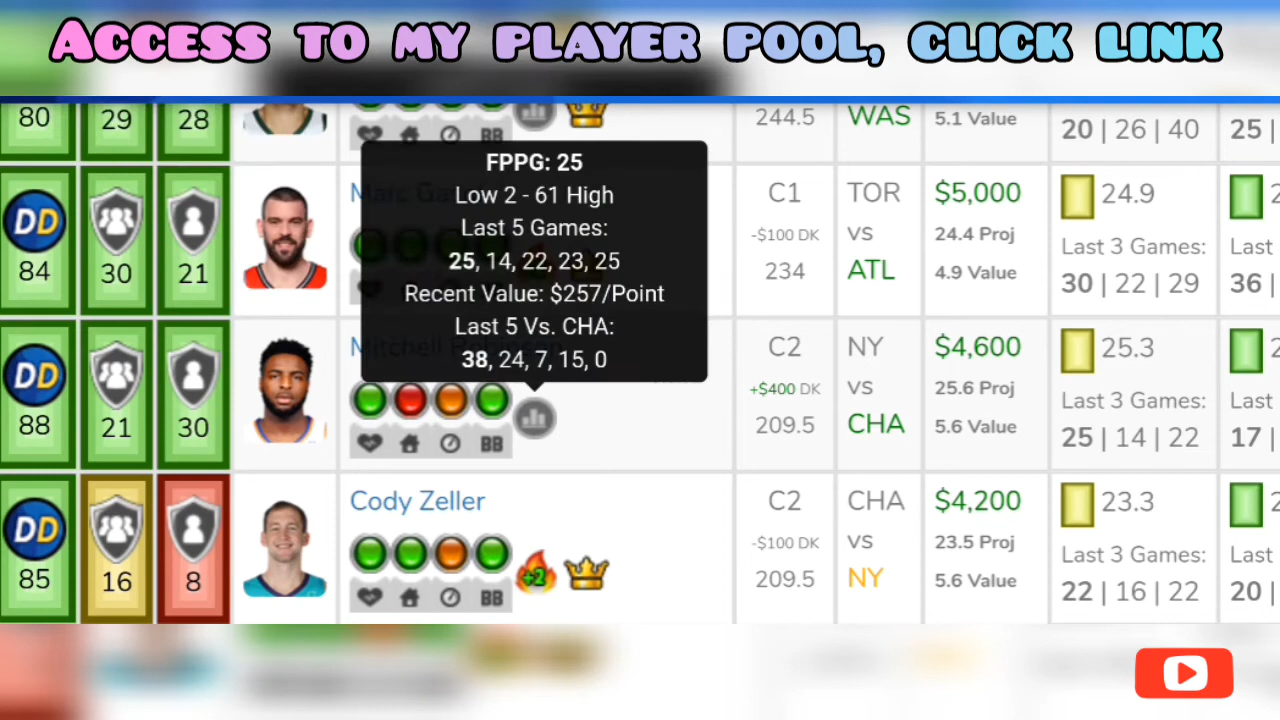 ACCESS TO MY PLAYER POOL, CLICK LINK
80 29 28 BB 244.5 WAS 5.1 Value 20 | 26 | 40 25 |
FPPG: 25
Low 2 - 61 High
Last 5 Games:
25, 14, 22, 23, 25
Recent Value: $257/Point
Last 5 Vs. CHA:
38, 24, 7, 15, 0
DD C1 TOR $5,000 24.9
-$100 DK VS 24.4 Proj Last 3 Games: Last
84 30 21 234 ATL 4.9 Value 30 | 22 | 29 36 |
Mitchell Robinson C2 NY $4,600 25.3
DD +$400 DK VS 25.6 Proj Last 3 Games: Last
88 21 30 BB 209.5 CHA 5.6 Value 25 | 14 | 22 17 |
Cody Zeller C2 CHA $4,200 23.3
DD +2 -$100 DK VS 23.5 Proj Last 3 Games: Last
85 16 8 BB 209.5 NY 5.6 Value 22 | 16 | 22 20 |